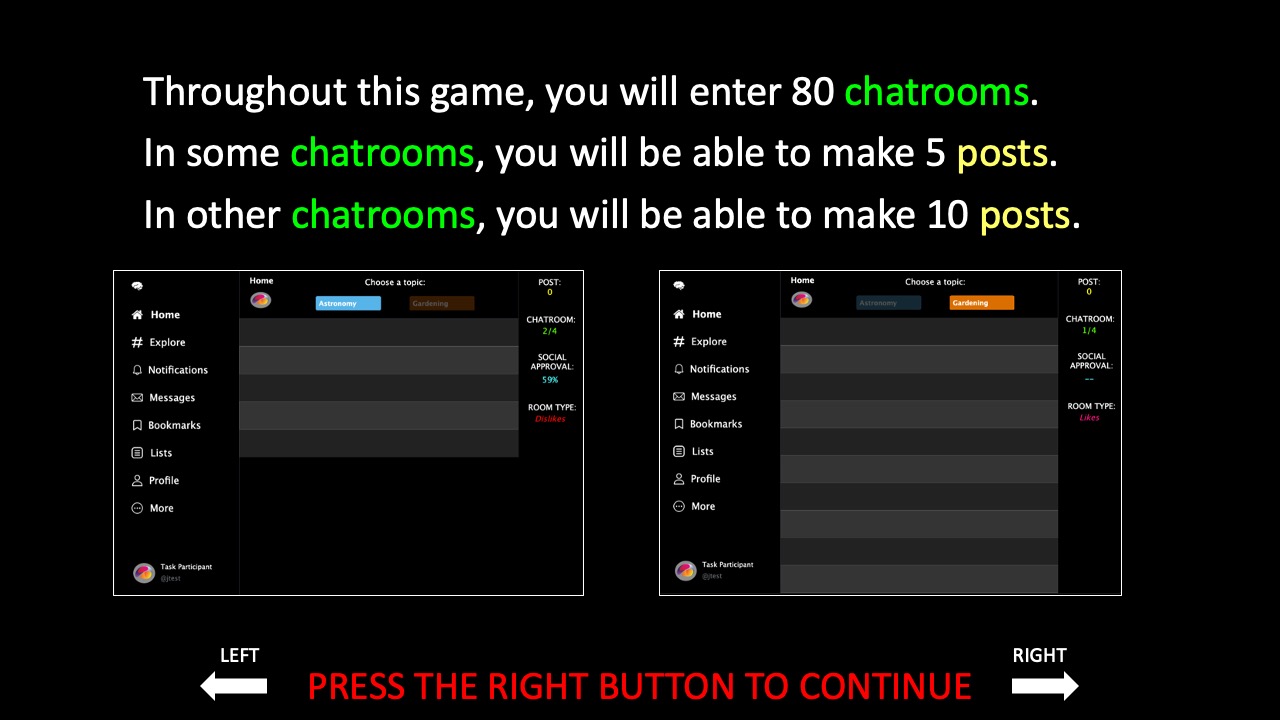 Throughout this game, you will enter 80 chatrooms.
In some chatrooms, you will be able to make 5 posts.
In other chatrooms, you will be able to make 10 posts.
Home
Choose a topic:
Astronomy
Gardening
POST:
0
CHATROOM:
2/4
SOCIAL
APPROVAL:
59%
ROOM TYPE:
Dislikes
Home
Explore
Notifications
Messages
Bookmarks
Lists
Profile
More
Task Participant
@jtest
Home
Choose a topic:
Astronomy
Gardening
POST:
0
CHATROOM:
1/4
SOCIAL
APPROVAL:
--
ROOM TYPE:
Likes
Home
Explore
Notifications
Messages
Bookmarks
Lists
Profile
More
Task Participant
@jtest
LEFT
RIGHT
PRESS THE RIGHT BUTTON TO CONTINUE